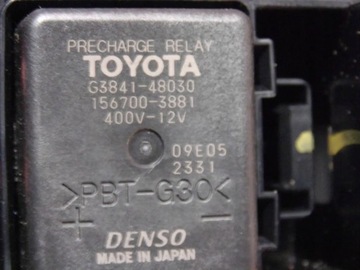 PRECHARGE RELAY
TOYOTA
G3841-48030
156700-3881
400V-12V
09E05
2331
>PBT-G30<
+ −
DENSO
MADE IN JAPAN